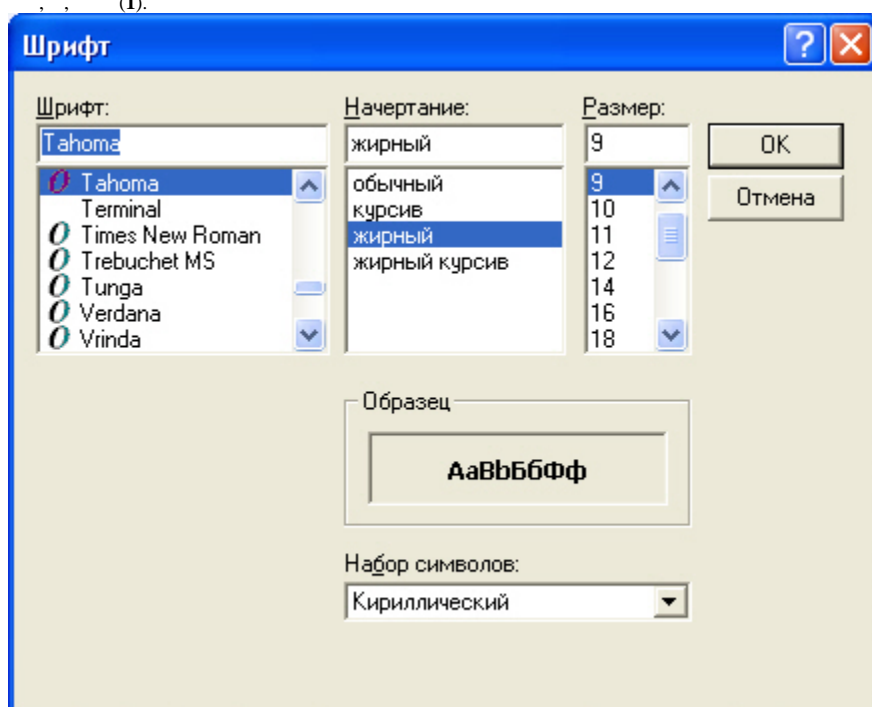 , , (1).
Шрифт
Шрифт:
Начертание:
Размер:
Tahoma
жирный
9
OK
Отмена
Tahoma
Terminal
Times New Roman
Trebuchet MS
Tunga
Verdana
Vrinda
обычный
курсив
жирный
жирный курсив
9
10
11
12
14
16
18
Образец
АаBbБбФф
Набор символов:
Кириллический